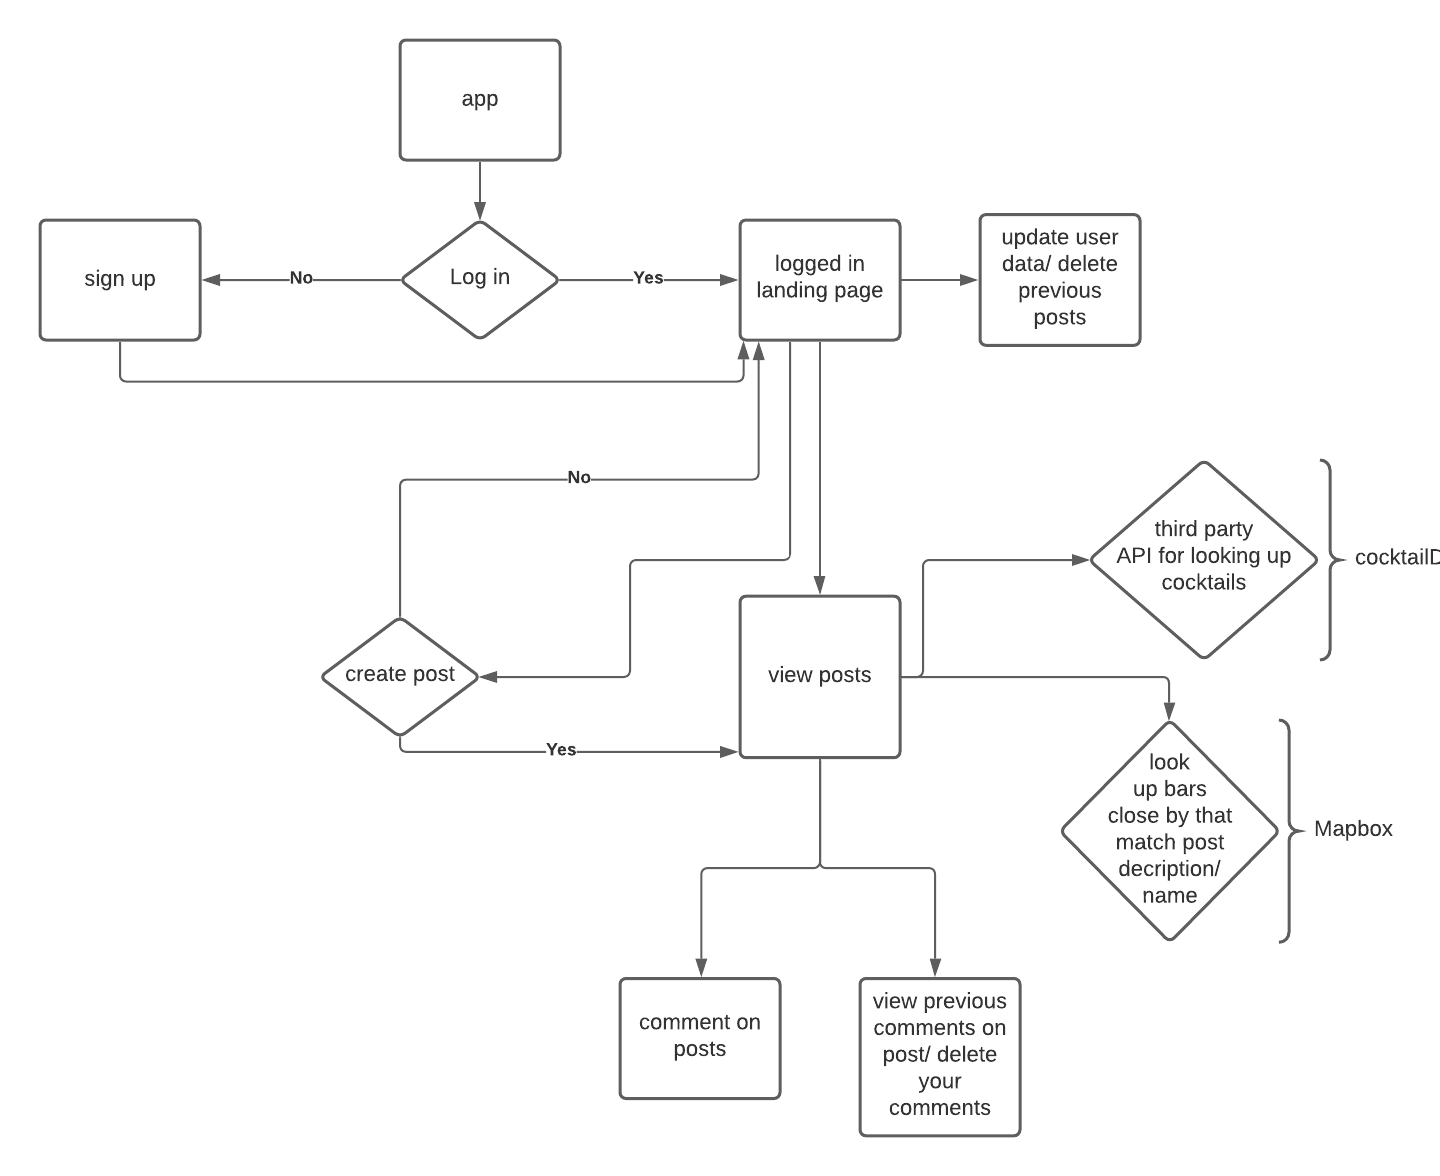 app
sign up
No
Log in
Yes
logged in
landing page
update user
data/ delete
previous
posts
No
third party
API for looking up
cocktails
cocktailD
create post
view posts
Yes
look
up bars
close by that
match post
decription/
name
Mapbox
comment on
posts
view previous
comments on
post/ delete
your
comments